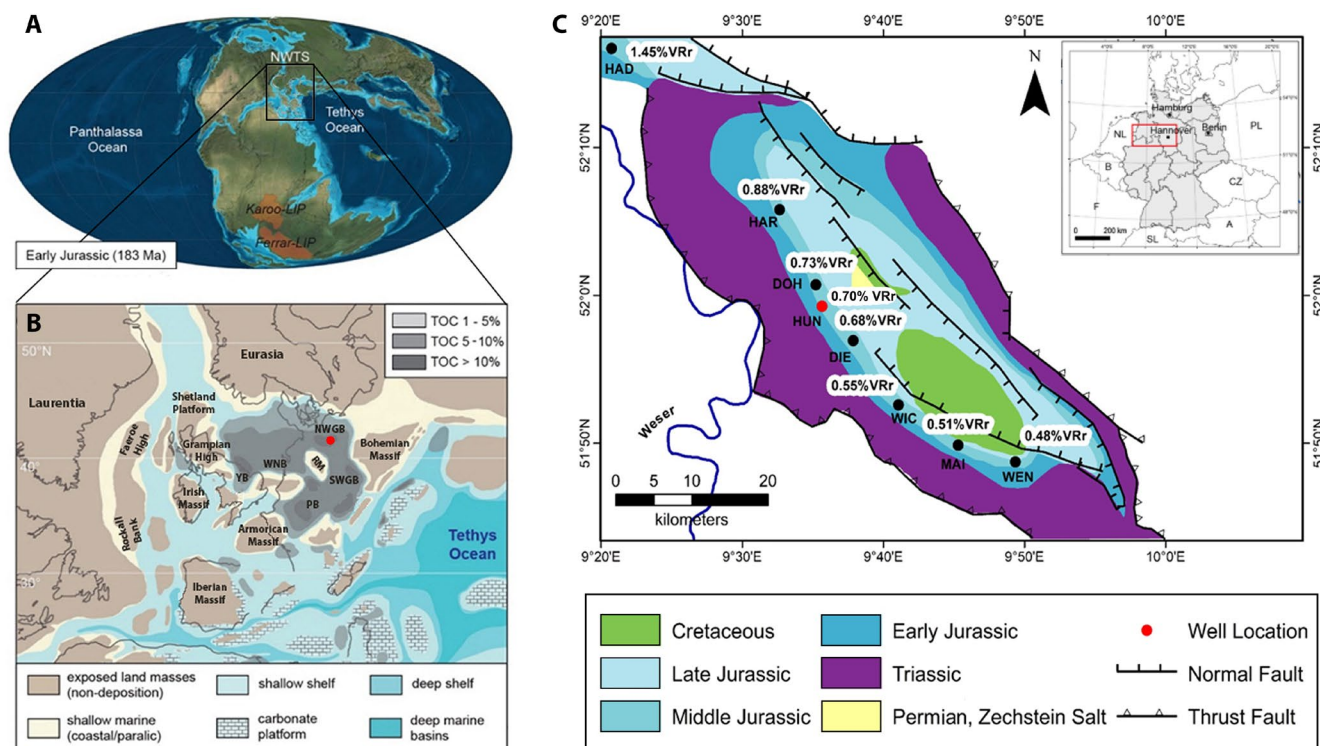 A
NWTS
Panthalassa
Ocean
Tethys
Ocean
Karoo-LIP
Ferrar-LIP
Early Jurassic (183 Ma)
B
TOC 1 - 5%
TOC 5 -10%
TOC > 10%
50°N
40°
30°
Laurentia
Eurasia
Shetland
Platform
Faeroe
High
Grampian
High
NWGB
WNB
Bohemian
Massif
RM.
YB
SWGB
Irish
Massif
PB
Rockall
Bank
Armorican
Massif
Tethys
Ocean
Iberian
Massif
exposed land masses
(non-deposition)
shallow shelf
deep shelf
shallow marine
(coastal/paralic)
carbonate
platform
deep marine
basins
C
9°20'
9°30'
9°40'
9°50'
10°0'
52°10'N
52°0'N
51°50'N
52°10'N
52°0'N
51°50'N
9°20'
9°30'
9°40'
9°50'
10°0'
1.45%VRr
HAD
0.88%VRr
HAR
0.73%VRr
DOH
0.70% VRr
HUN
0.68%VRr
DIE
0.55%VRr
WIC
0.51%VRr
MAI
0.48%VRr
WEN
Weser
0 5 10 20
kilometers
N
Hamburg
Hannover
Berlin
NL
PL
B
CZ
F
A
SL
0 200 km
Cretaceous
Early Jurassic
Well Location
Late Jurassic
Triassic
Normal Fault
Middle Jurassic
Permian, Zechstein Salt
Thrust Fault